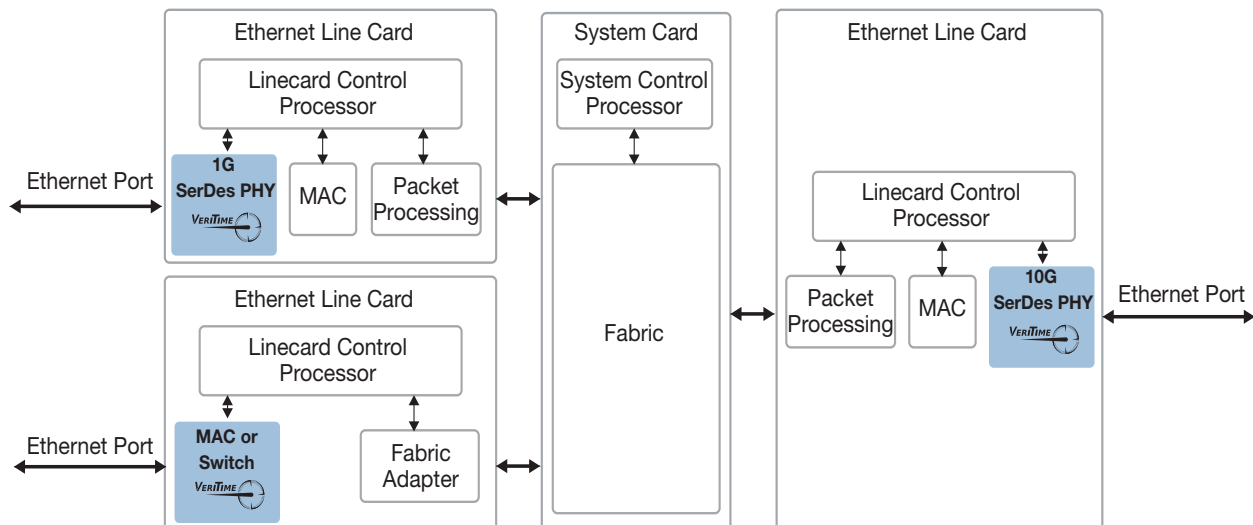 Ethernet Line Card
Linecard Control
Processor
1G
SerDes PHY
VERITIME
MAC
Packet
Processing
Ethernet Port
Ethernet Line Card
Linecard Control
Processor
MAC or
Switch
VERITIME
Fabric
Adapter
Ethernet Port
System Card
System Control
Processor
Fabric
Ethernet Line Card
Linecard Control
Processor
Packet
Processing
MAC
10G
SerDes PHY
VERITIME
Ethernet Port